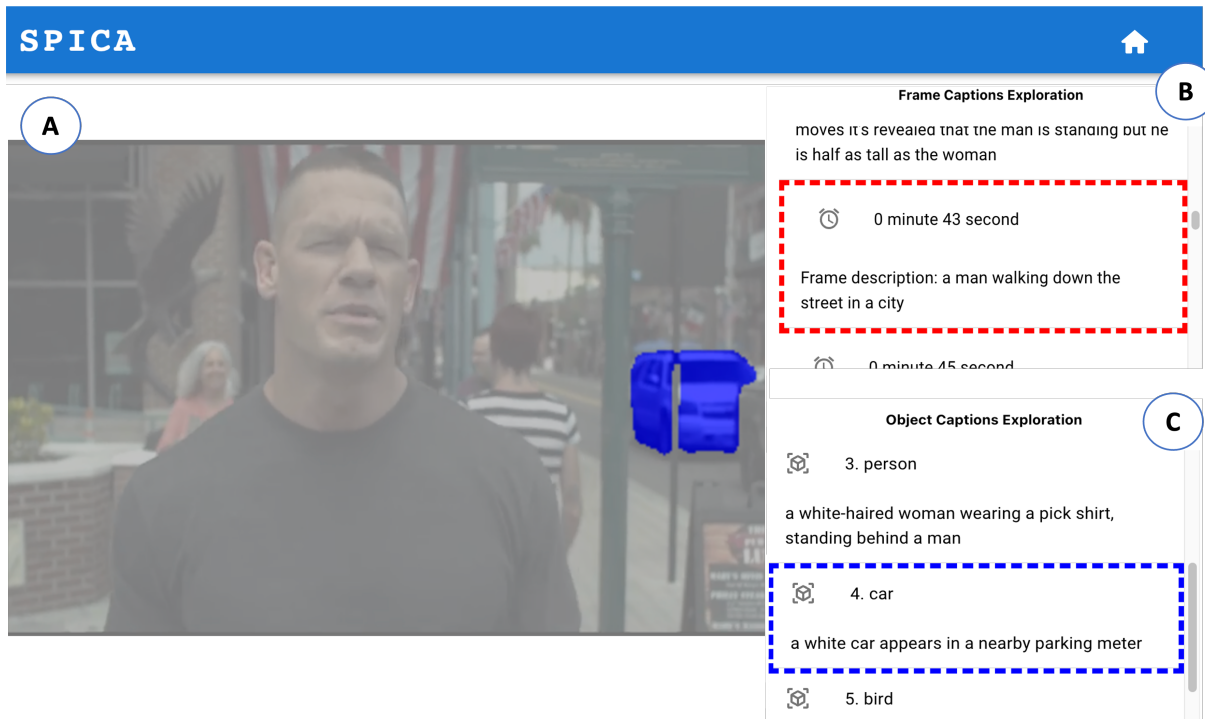 SPICA
A
B
Frame Captions Exploration
moves it's revealed that the man is standing but he
is half as tall as the woman
0 minute 43 second
Frame description: a man walking down the
street in a city
0 minute 45 second
C
Object Captions Exploration
3. person
a white-haired woman wearing a pick shirt,
standing behind a man
4. car
a white car appears in a nearby parking meter
5. bird